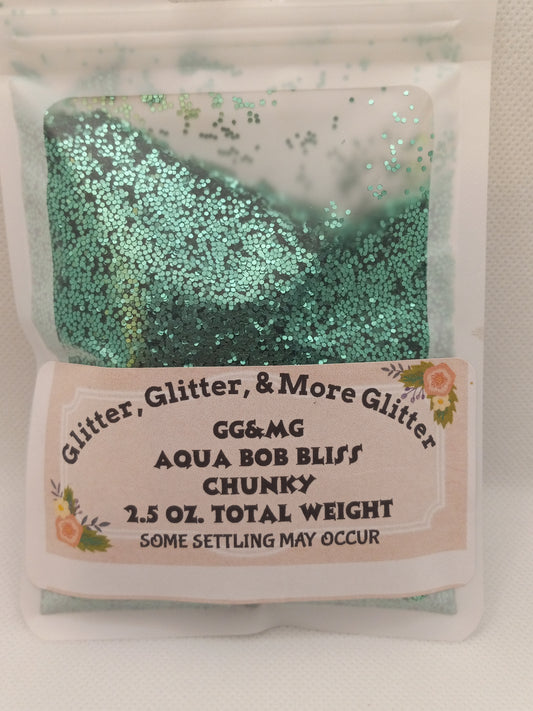 Glitter, Glitter, & More Glitter
GG&MG
AQUA BOB BLISS
CHUNKY
2.5 OZ. TOTAL WEIGHT
SOME SETTLING MAY OCCUR